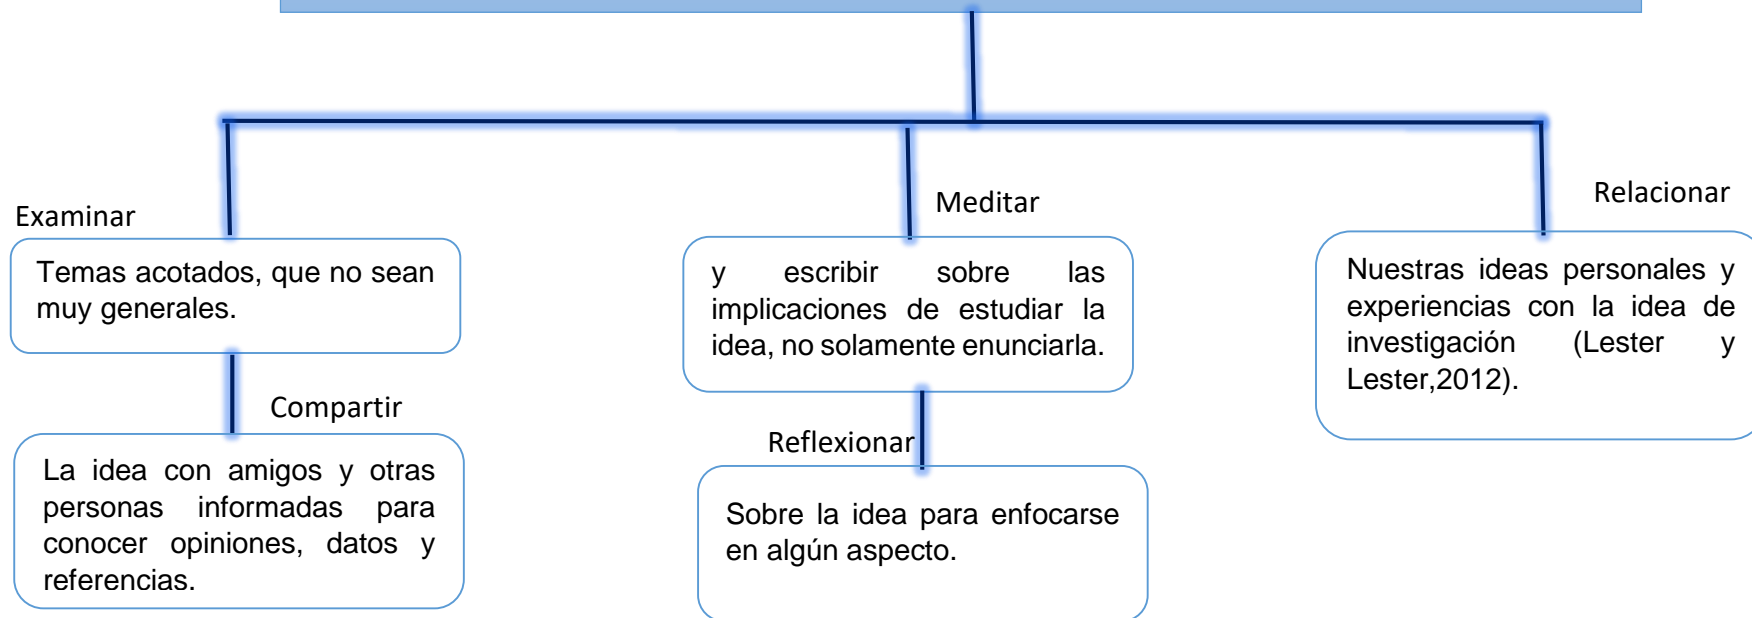 Examinar
Temas acotados, que no sean
muy generales.
Compartir
La idea con amigos y otras
personas informadas para
conocer opiniones, datos y
referencias.
Meditar
y escribir sobre las
implicaciones de estudiar la
idea, no solamente enunciarla.
Reflexionar
Sobre la idea para enfocarse
en algún aspecto.
Relacionar
Nuestras ideas personales y
experiencias con la idea de
investigación (Lester y
Lester,2012).